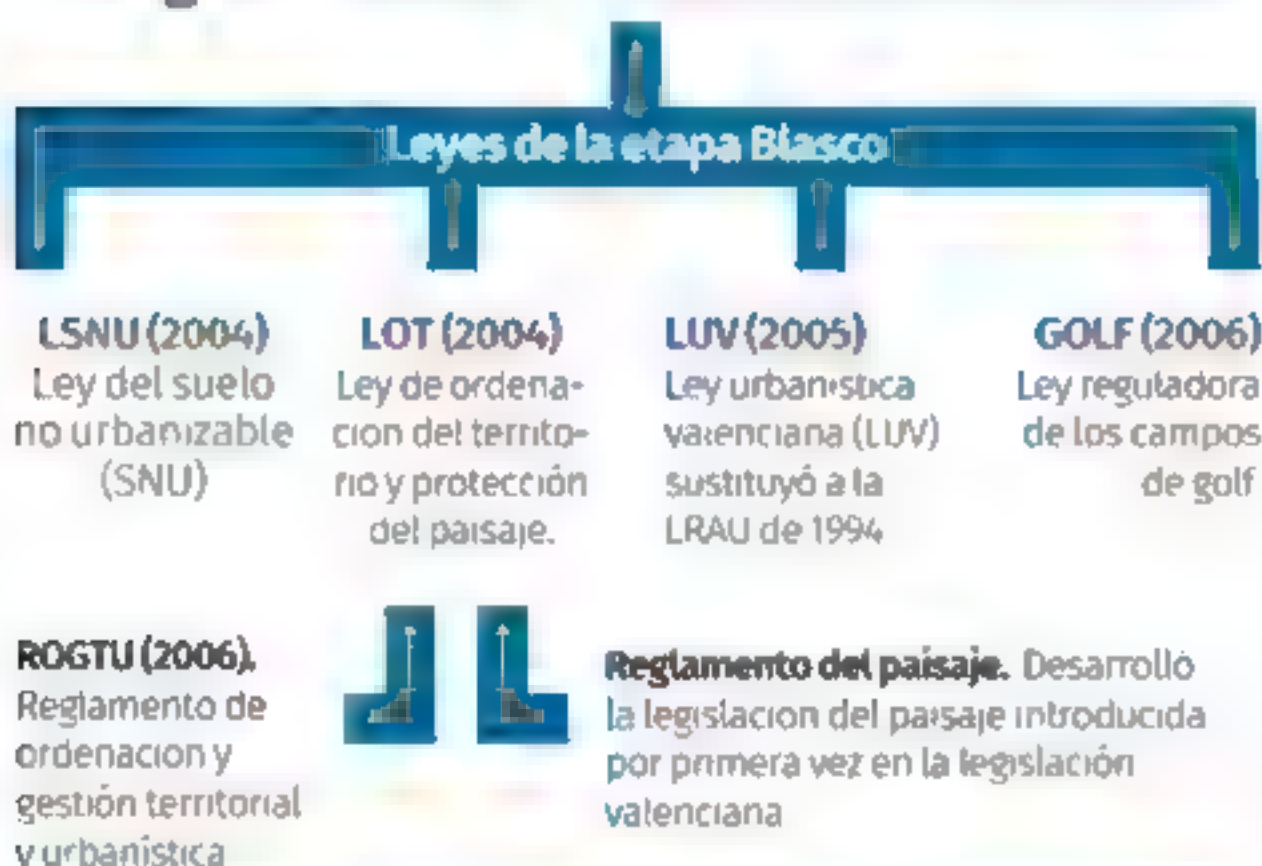 Leyes de la etapa Blasco
LSNU (2004)
Ley del suelo
no urbanizable
(SNU)
LOT (2004)
Ley de ordena-
ción del territo-
rio y protección
del paisaje.
LUV (2005)
Ley urbanística
valenciana (LUV)
sustituyó a la
LRAU de 1994
GOLF (2006)
Ley reguladora
de los campos
de golf
ROGTU (2006).
Reglamento de
ordenación y
gestión territorial
y urbanística
Reglamento del paisaje. Desarrolló
la legislación del paisaje introducida
por primera vez en la legislación
valenciana